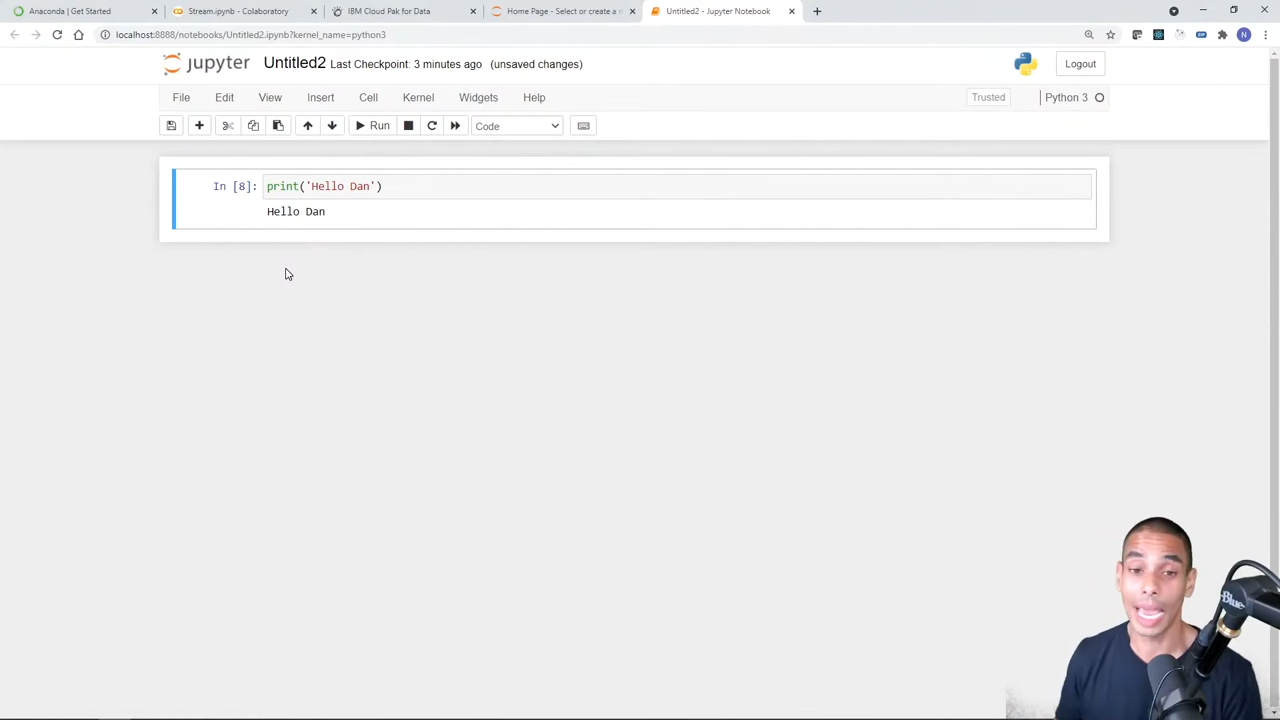 Anaconda | Get Started
Stream.ipynb - Colaboratory
IBM Cloud Pak for Data
Home Page - Select or create a n
Untitled2 - Jupyter Notebook
N
localhost:8888/notebooks/Untitled2.ipynb?kernel_name=python3
jupyter Untitled2 Last Checkpoint: 3 minutes ago (unsaved changes)
Logout
File Edit View Insert Cell Kernel Widgets Help
Trusted
Python 3
Run
Code
In [8]: print('Hello Dan')
Hello Dan
Blue